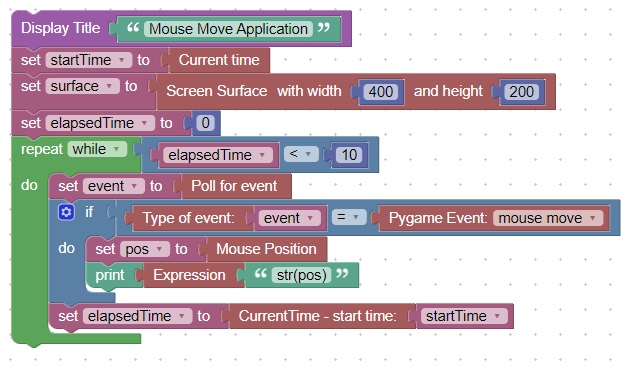 Display Title “ Mouse Move Application ”
set startTime to Current time
set surface to Screen Surface with width 400 and height 200
set elapsedTime to 0
repeat while elapsedTime < 10
do set event to Poll for event
if Type of event: event = Pygame Event: mouse move
do set pos to Mouse Position
print Expression “ str(pos) ”
set elapsedTime to CurrentTime - start time: startTime